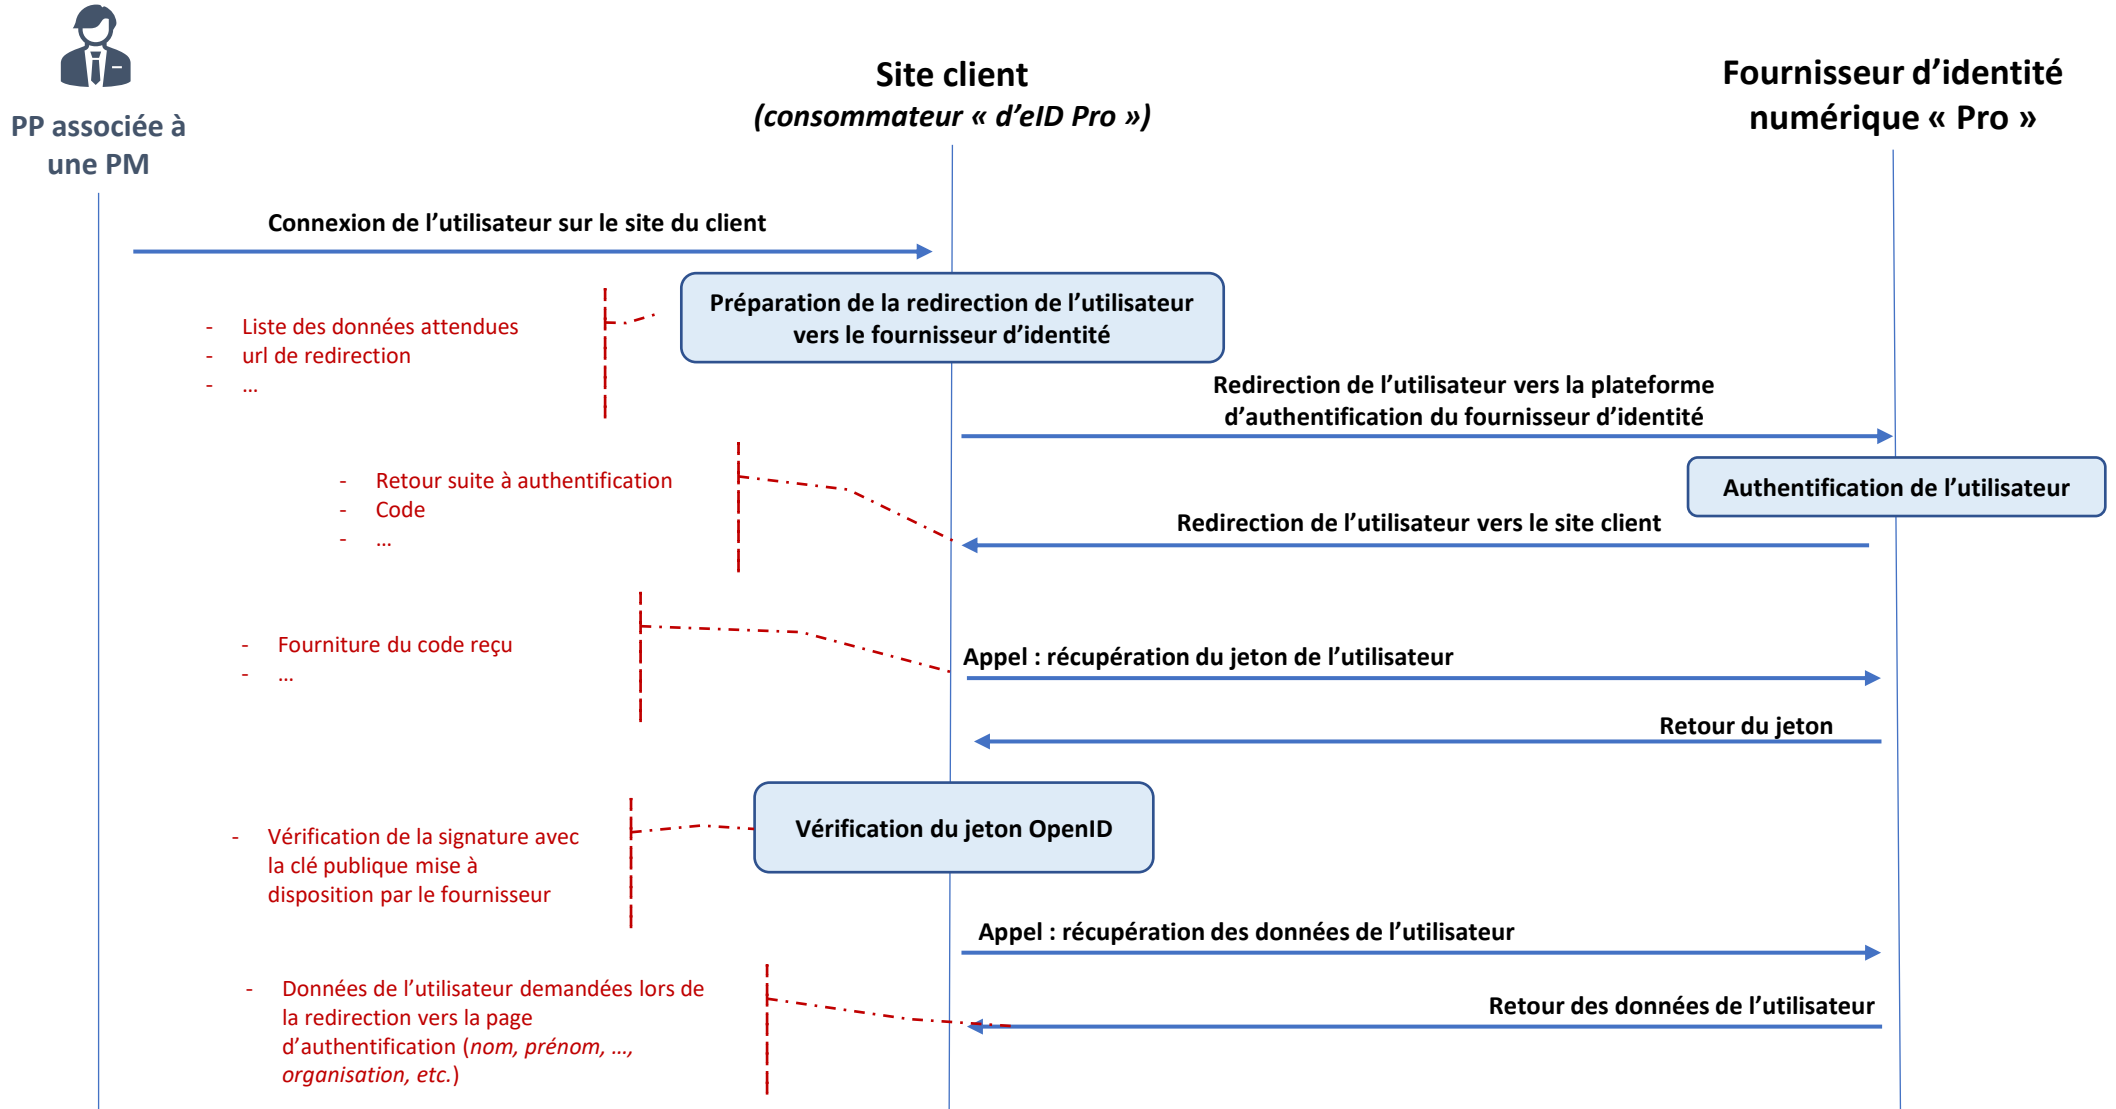 PP associée à
une PM
Site client
(consommateur « d’eID Pro »)
Fournisseur d’identité
numérique « Pro »
Connexion de l’utilisateur sur le site du client
Préparation de la redirection de l’utilisateur
vers le fournisseur d’identité
- Liste des données attendues
- url de redirection
- ...
Redirection de l’utilisateur vers la plateforme
d’authentification du fournisseur d’identité
Authentification de l’utilisateur
- Retour suite à authentification
- Code
- ...
Redirection de l’utilisateur vers le site client
- Fourniture du code reçu
- ...
Appel : récupération du jeton de l’utilisateur
Retour du jeton
Vérification du jeton OpenID
- Vérification de la signature avec
la clé publique mise à
disposition par le fournisseur
Appel : récupération des données de l’utilisateur
- Données de l’utilisateur demandées lors de
la redirection vers la page
d’authentification (nom, prénom, ...,
organisation, etc.)
Retour des données de l’utilisateur